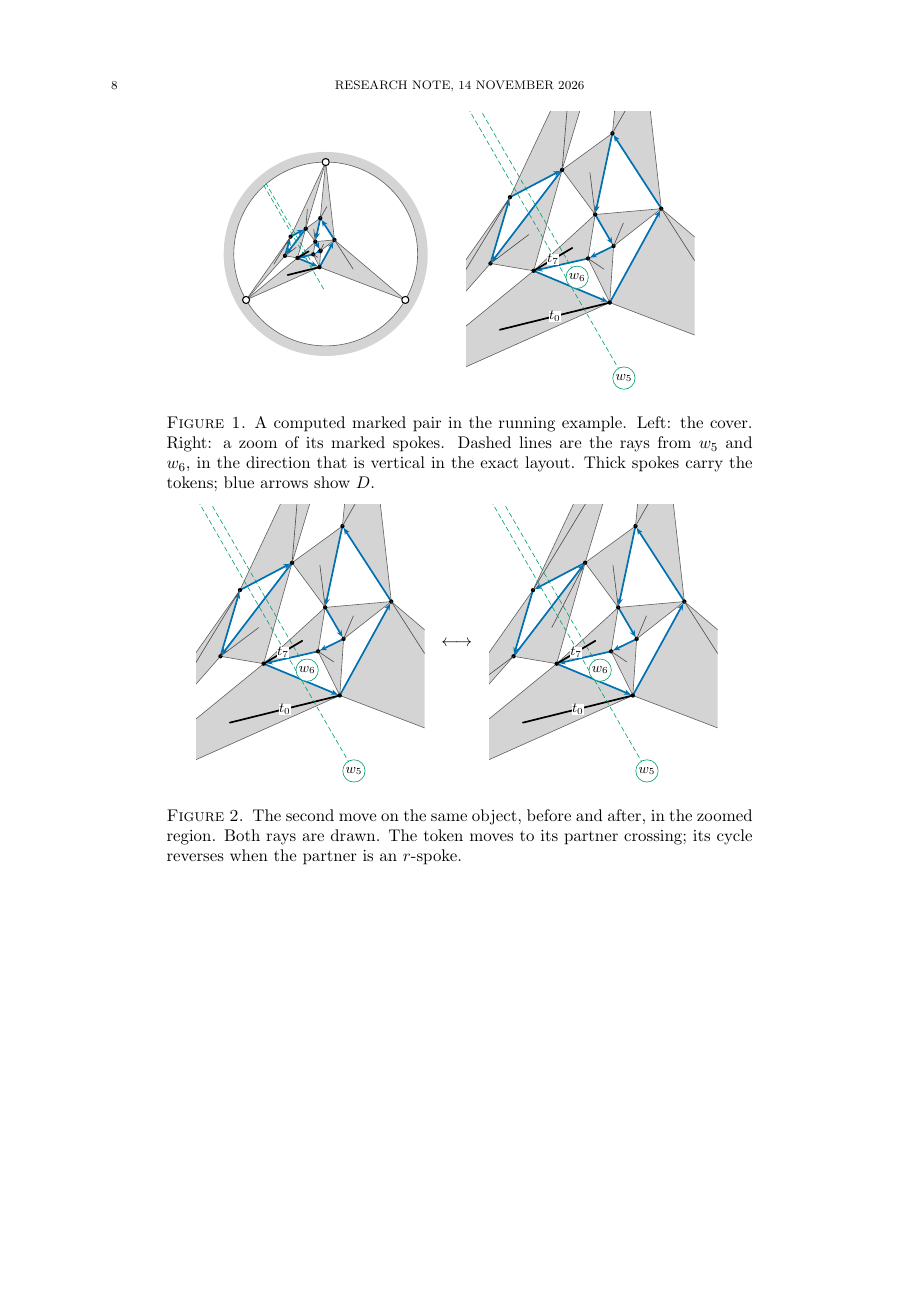 8 RESEARCH NOTE, 14 NOVEMBER 2026
t₇
w₆
t₀
w₅
FIGURE 1. A computed marked pair in the running example. Left: the cover.
Right: a zoom of its marked spokes. Dashed lines are the rays from w₅ and
w₆, in the direction that is vertical in the exact layout. Thick spokes carry the
tokens; blue arrows show D.
t₇ t₇
w₆ w₆
t₀ t₀
w₅ w₅
FIGURE 2. The second move on the same object, before and after, in the zoomed
region. Both rays are drawn. The token moves to its partner crossing; its cycle
reverses when the partner is an r-spoke.